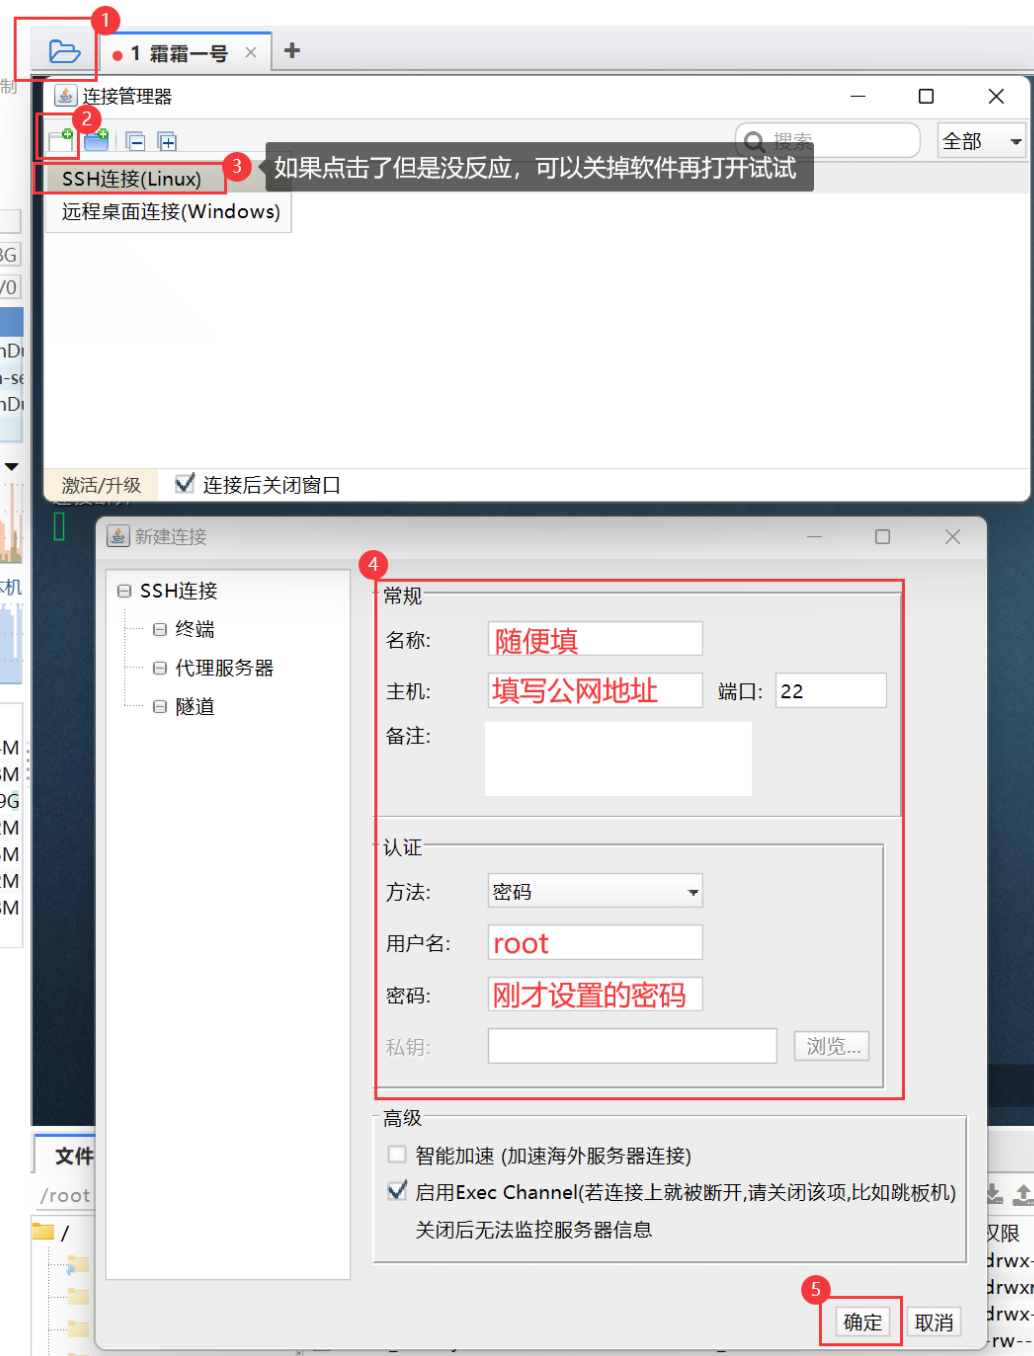 1
1 霜霜一号
制
连接管理器
2
搜索
全部
3
如果点击了但是没反应，可以关掉软件再打开试试
SSH连接(Linux)
远程桌面连接(Windows)
激活/升级
连接后关闭窗口
新建连接
4
SSH连接
终端
代理服务器
隧道
常规
名称:
随便填
主机:
填写公网地址
端口:
22
备注:
认证
方法:
密码
用户名:
root
密码:
刚才设置的密码
私钥:
浏览...
高级
智能加速 (加速海外服务器连接)
启用Exec Channel(若连接上就被断开,请关闭该项,比如跳板机)
关闭后无法监控服务器信息
5
确定
取消
文件
/root
/
权限
drwx-
drwxr
drwx-
-rw--